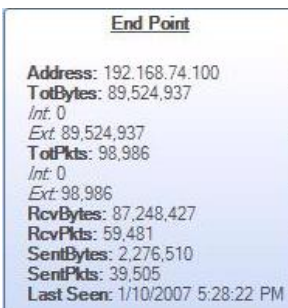 End Point
Address: 192.168.74.100
TotBytes: 89,524,937
Int: 0
Ext: 89,524,937
TotPkts: 98,986
Int: 0
Ext: 98,986
RcvBytes: 87,248,427
RcvPkts: 59,481
SentBytes: 2,276,510
SentPkts: 39,505
Last Seen: 1/10/2007 5:28:22 PM